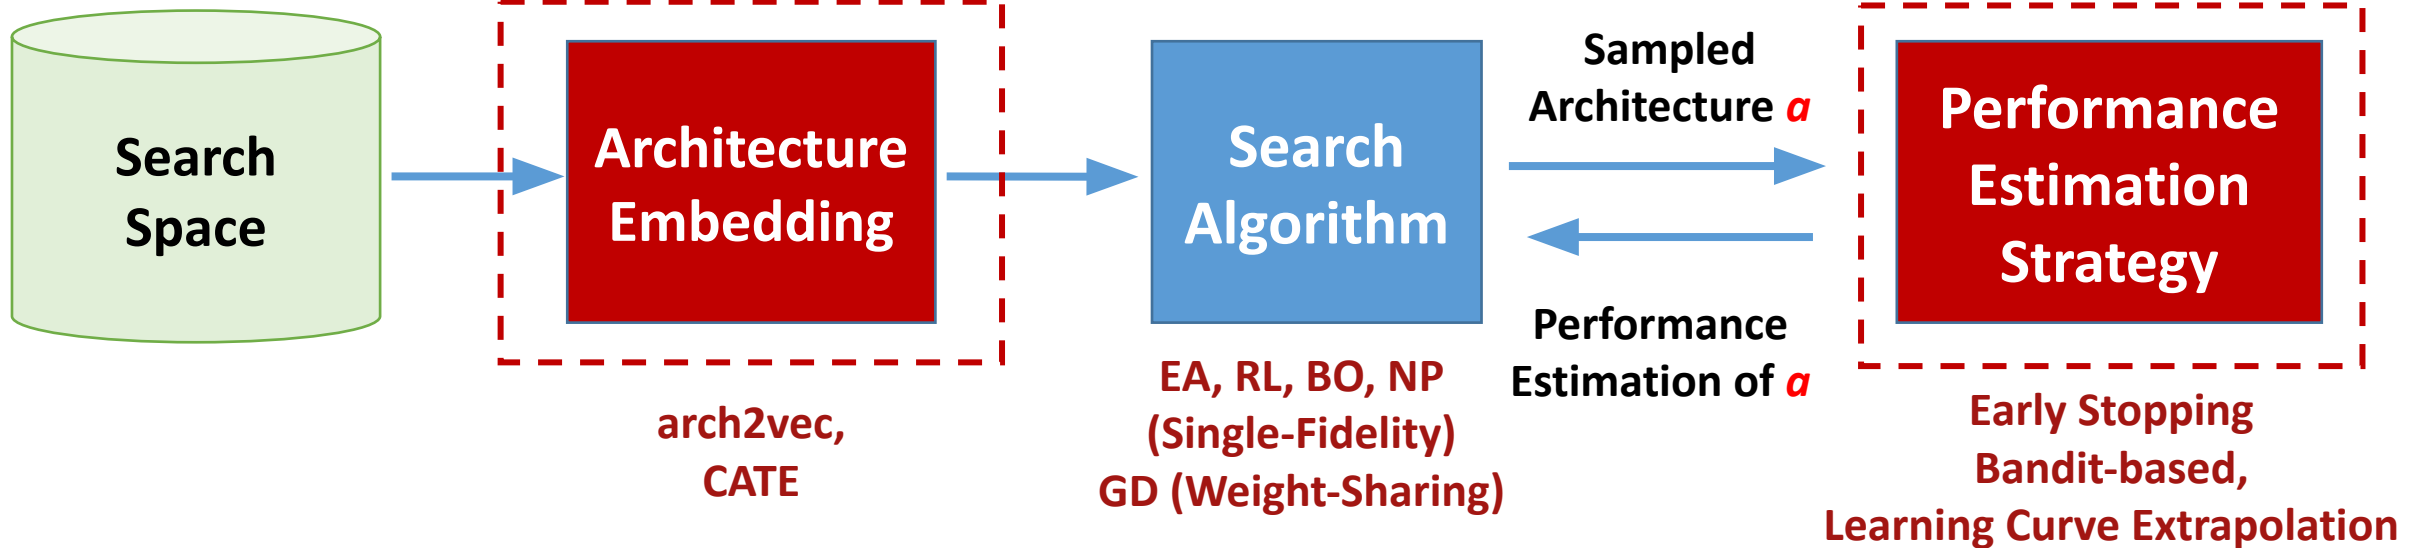 Search
Space
Architecture
Embedding
arch2vec,
CATE
Search
Algorithm
EA, RL, BO, NP
(Single-Fidelity)
GD (Weight-Sharing)
Sampled
Architecture a
Performance
Estimation of a
Performance
Estimation
Strategy
Early Stopping
Bandit-based,
Learning Curve Extrapolation